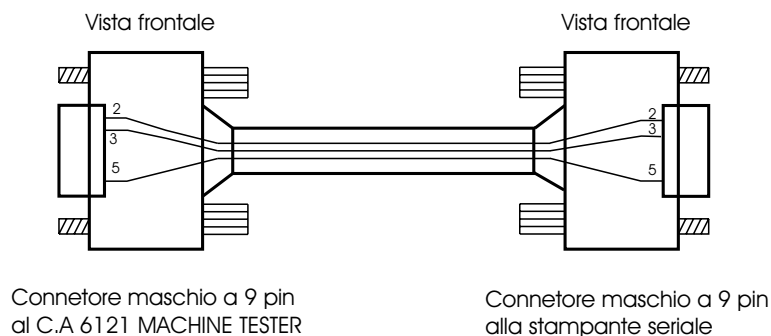 Vista frontale
Vista frontale
2
3
5
2
3
5
Connetore maschio a 9 pin
al C.A 6121 MACHINE TESTER
Connetore maschio a 9 pin
alla stampante seriale